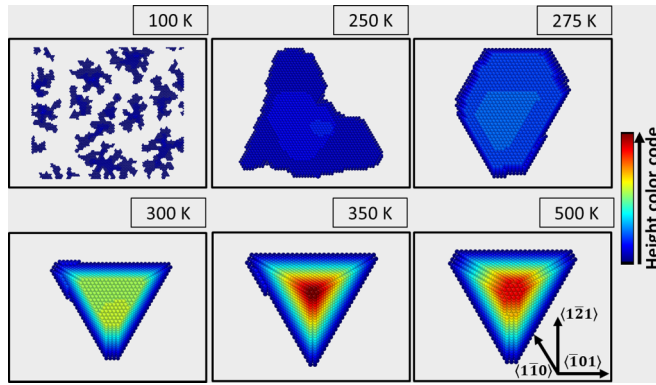 100 K
250 K
275 K
300 K
350 K
500 K
Height color code
⟨12̄1⟩
⟨11̄0⟩
⟨1̄01⟩